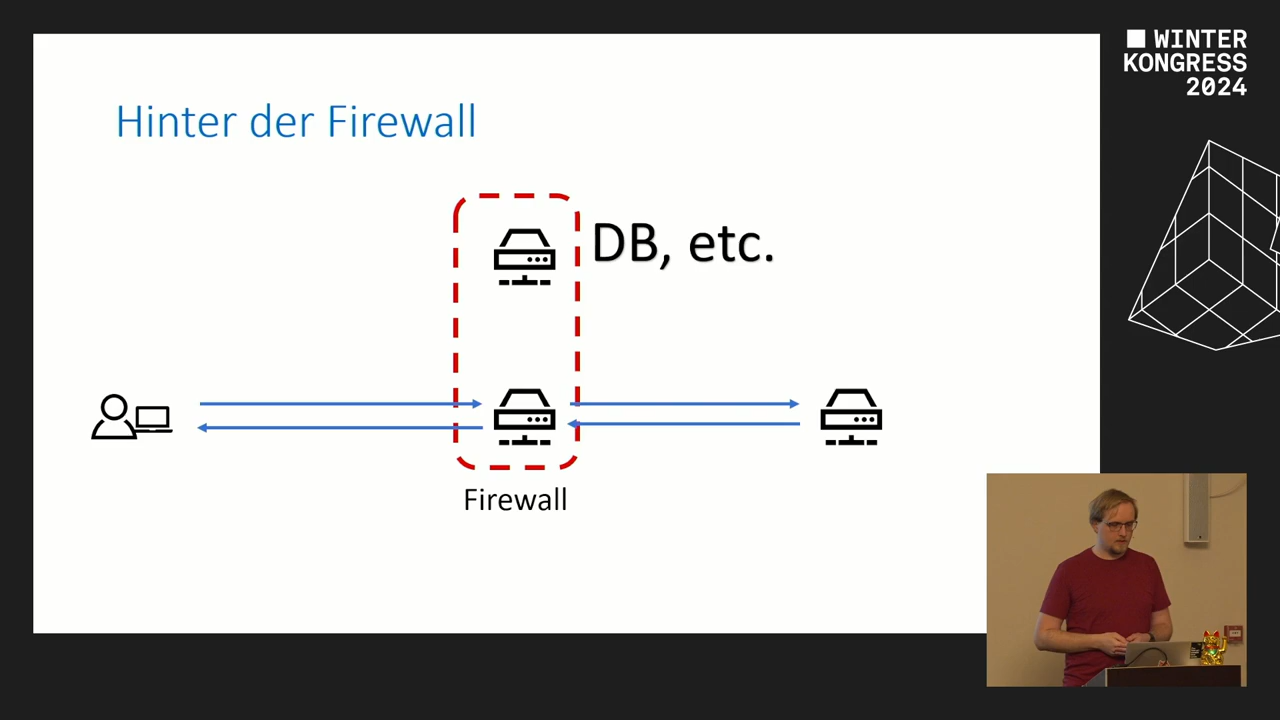 WINTER
KONGRESS
2024
Hinter der Firewall
DB, etc.
Firewall